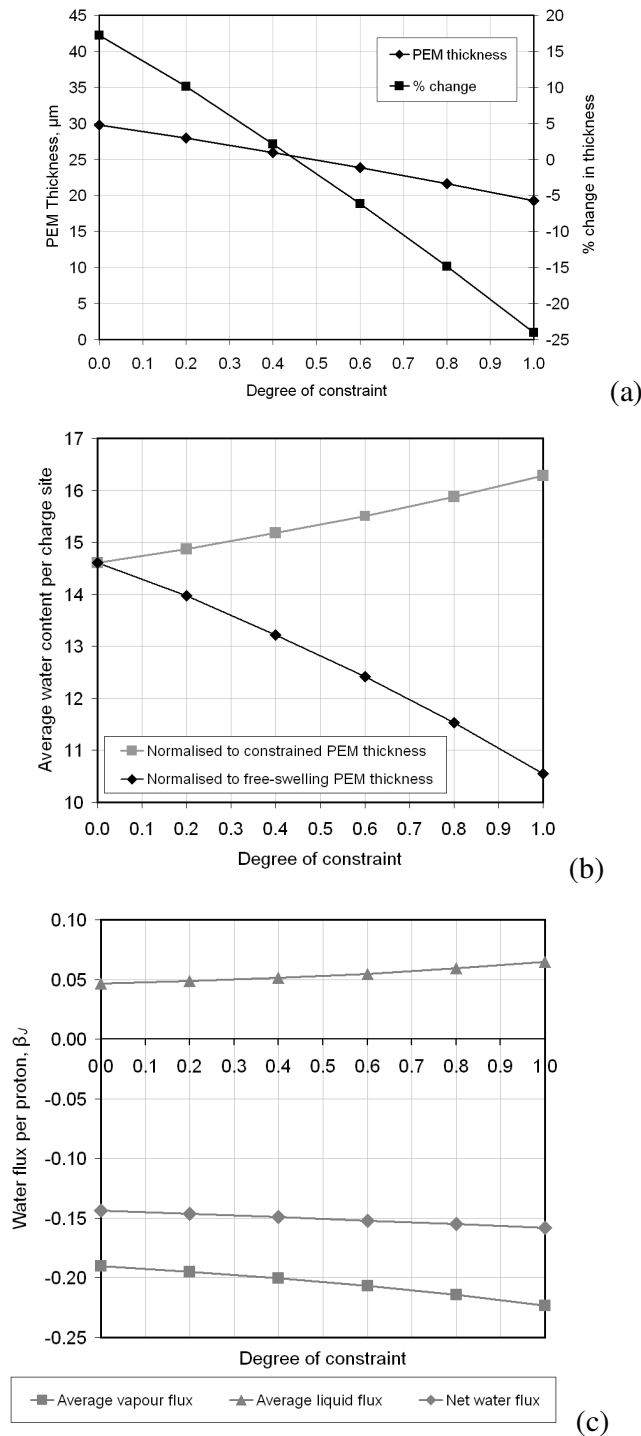 45
40
35
30
25
20
15
10
5
0
PEM Thickness, µm
20
15
10
5
0
-5
-10
-15
-20
-25
% change in thickness
PEM thickness
% change
0.0 0.1 0.2 0.3 0.4 0.5 0.6 0.7 0.8 0.9 1.0
Degree of constraint
(a)
17
16
15
14
13
12
11
10
Average water content per charge site
Normalised to constrained PEM thickness
Normalised to free-swelling PEM thickness
0.0 0.1 0.2 0.3 0.4 0.5 0.6 0.7 0.8 0.9 1.0
Degree of constraint
(b)
0.10
0.05
0.00
-0.05
-0.10
-0.15
-0.20
-0.25
Water flux per proton, βJ
0.0 0.1 0.2 0.3 0.4 0.5 0.6 0.7 0.8 0.9 1.0
Degree of constraint
Average vapour flux Average liquid flux Net water flux
(c)